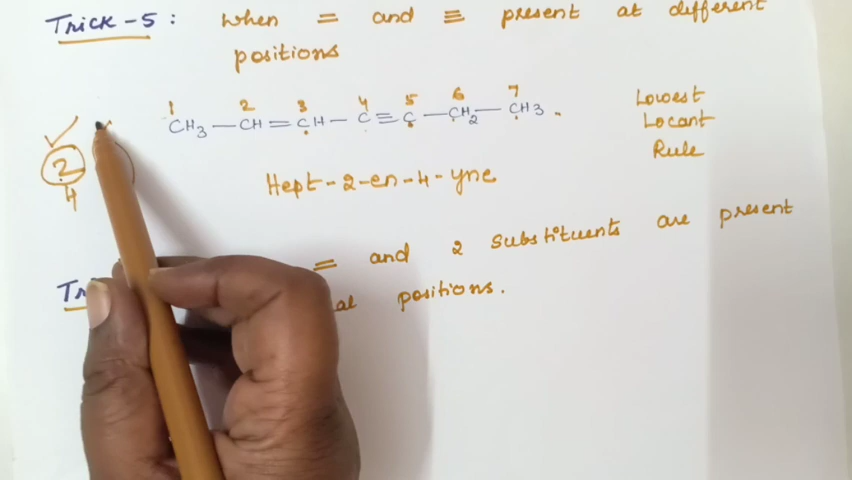 Trick-5: When = and ≡ present at different
positions
1 2 3 4 5 6 7
CH3 — CH = CH — C ≡ C — CH2 — CH3.
Lowest
Locant
Rule
✓
2
4
Hept-2-en-4-yne
= and 2 substituents are present
positions.